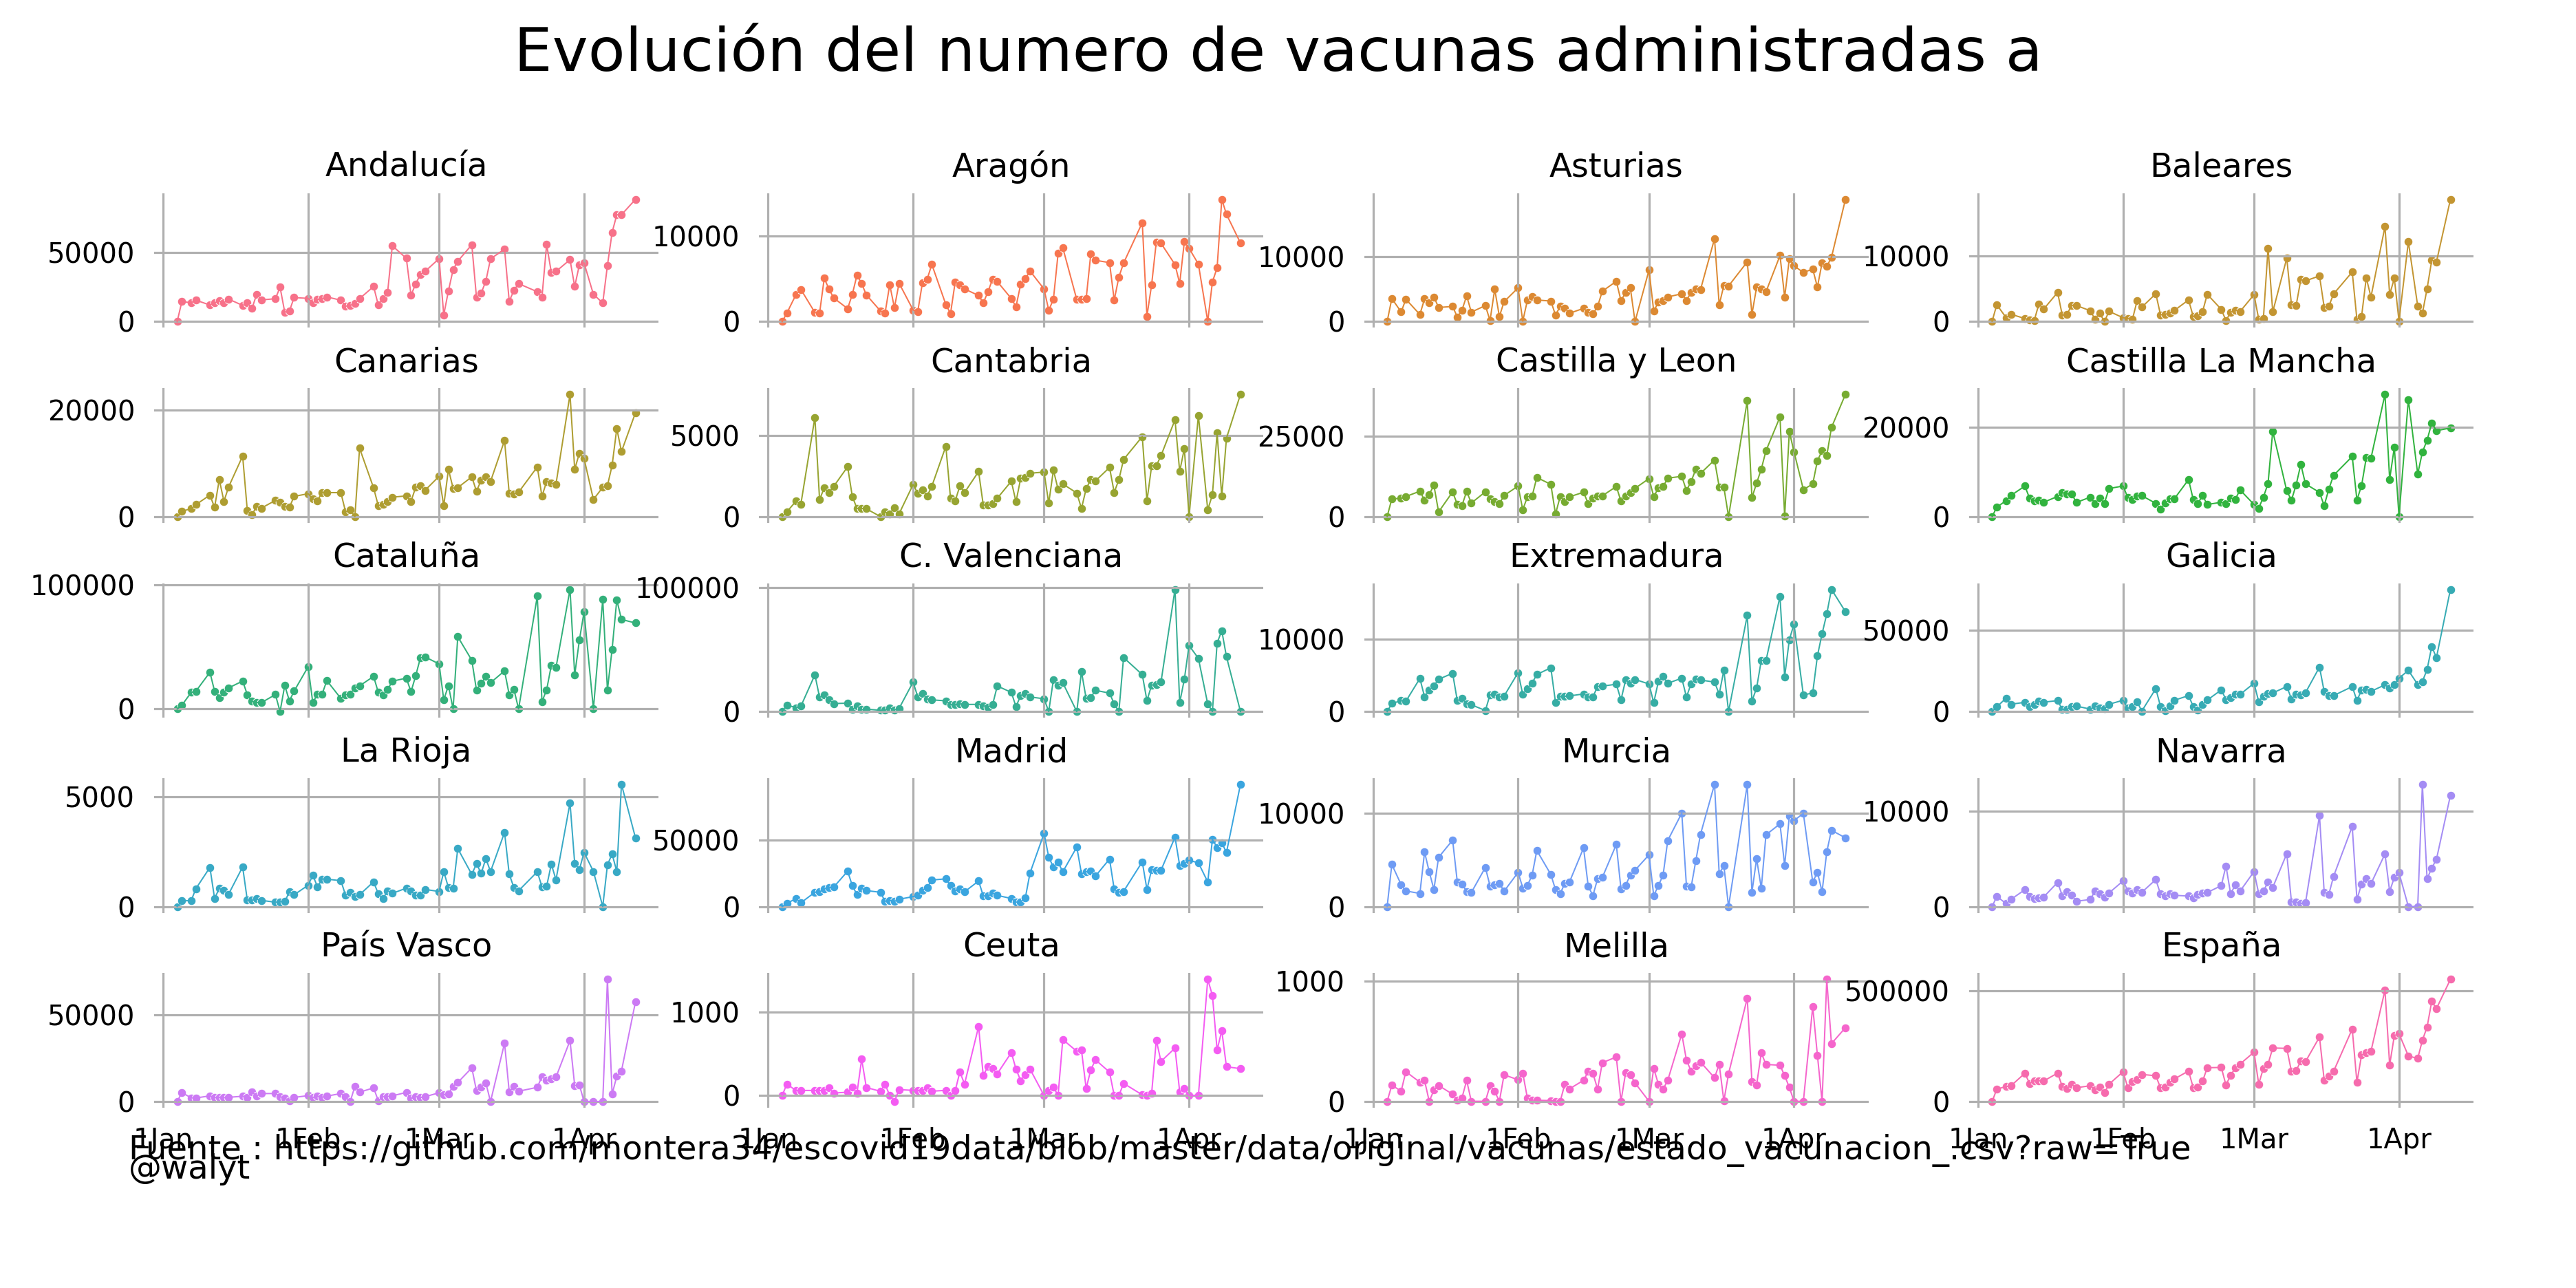 Evolución del numero de vacunas administradas a
Andalucía
Aragón
Asturias
Baleares
50000
0
10000
0
10000
0
10000
0
Canarias
Cantabria
Castilla y Leon
Castilla La Mancha
20000
0
5000
0
25000
0
20000
0
Cataluña
C. Valenciana
Extremadura
Galicia
100000
0
100000
0
10000
0
50000
0
La Rioja
Madrid
Murcia
Navarra
5000
0
50000
0
10000
0
10000
0
País Vasco
Ceuta
Melilla
España
50000
0
1000
0
1000
0
500000
0
1Jan 1Feb 1Mar 1Apr
1Jan 1Feb 1Mar 1Apr
1Jan 1Feb 1Mar 1Apr
1Jan 1Feb 1Mar 1Apr
Fuente : https://github.com/montera34/escovid19data/blob/master/data/original/vacunas/estado_vacunacion_.csv?raw=True
@walyt